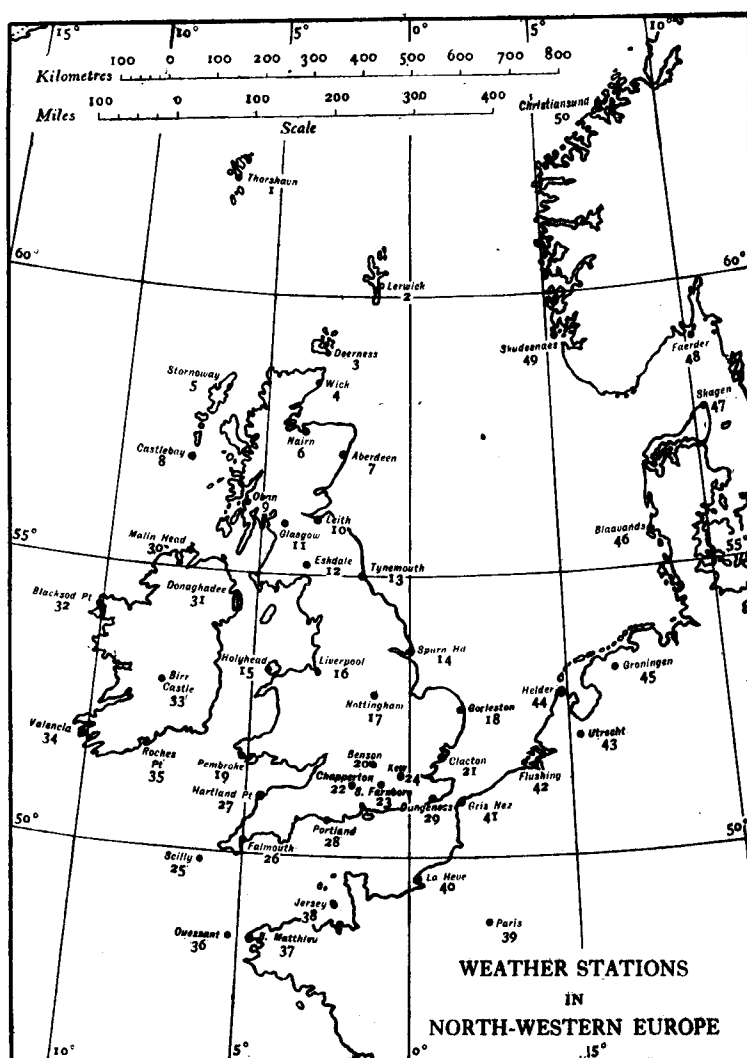 15° 10° 5° 0° 5° 10°
100 0 100 200 300 400 500 600 700 800
Kilometres
Miles
100 0 100 200 300 400
Scale
Christiansund
50
Thorshavn
1
60° 60°
Lerwick
2
Deerness
3
Skudesnaes
49
Faerder
48
Stornoway
5
Wick
4
Skagen
47
Nairn
6
Castlebay
8
Aberdeen
7
Oban
9
Leith
10
Glasgow
11
Blaavands
46
55° 55°
Malin Head
30
Eshdale
12
Tynemouth
13
Donaghadee
31
Blacksod Pt
32
Spurn Hd
14
Holyhead
15
Liverpool
16
Groningen
45
Birr
Castle
33
Helder
44
Nottingham
17
Gorleston
18
Valencia
34
Utrecht
43
Roches
Pt
35
Pembroke
19
Benson
20
Kew
24
Clacton
21
Flushing
42
Chapperton
22
S. Farnboro
23
Hartland Pt
27
Dungeness
29
Gris Nez
41
Portland
28
50° 50°
Falmouth
26
Scilly
25
La Heve
40
Jersey
38
Paris
39
Ouessant
36
S. Matthieu
37
WEATHER STATIONS
IN
NORTH-WESTERN EUROPE
10° 5° 0° 5° 10° 15°